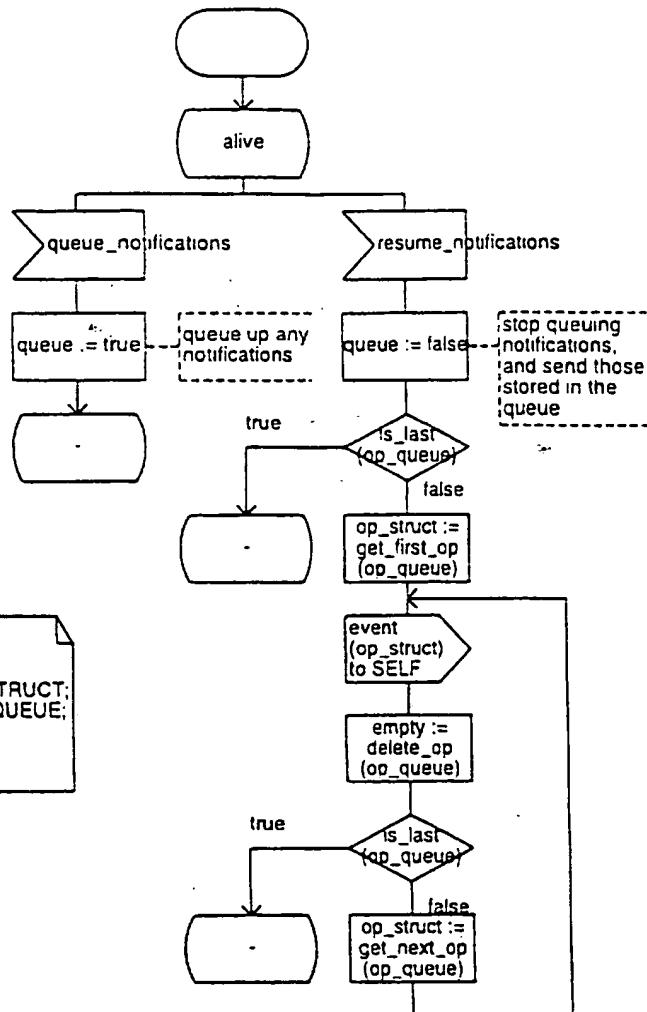 alive
queue_notifications
resume_notifications
queue := true
queue up any
notifications
queue := false
stop queuing
notifications,
and send those
stored in the
queue
true
is_last
(op_queue)
false
-
-
op_struct :=
get_first_op
(op_queue)
event
(op_struct)
to SELF
TRUCT;
QUEUE;
empty :=
delete_op
(op_queue)
true
is_last
(op_queue)
false
-
op_struct :=
get_next_op
(op_queue)